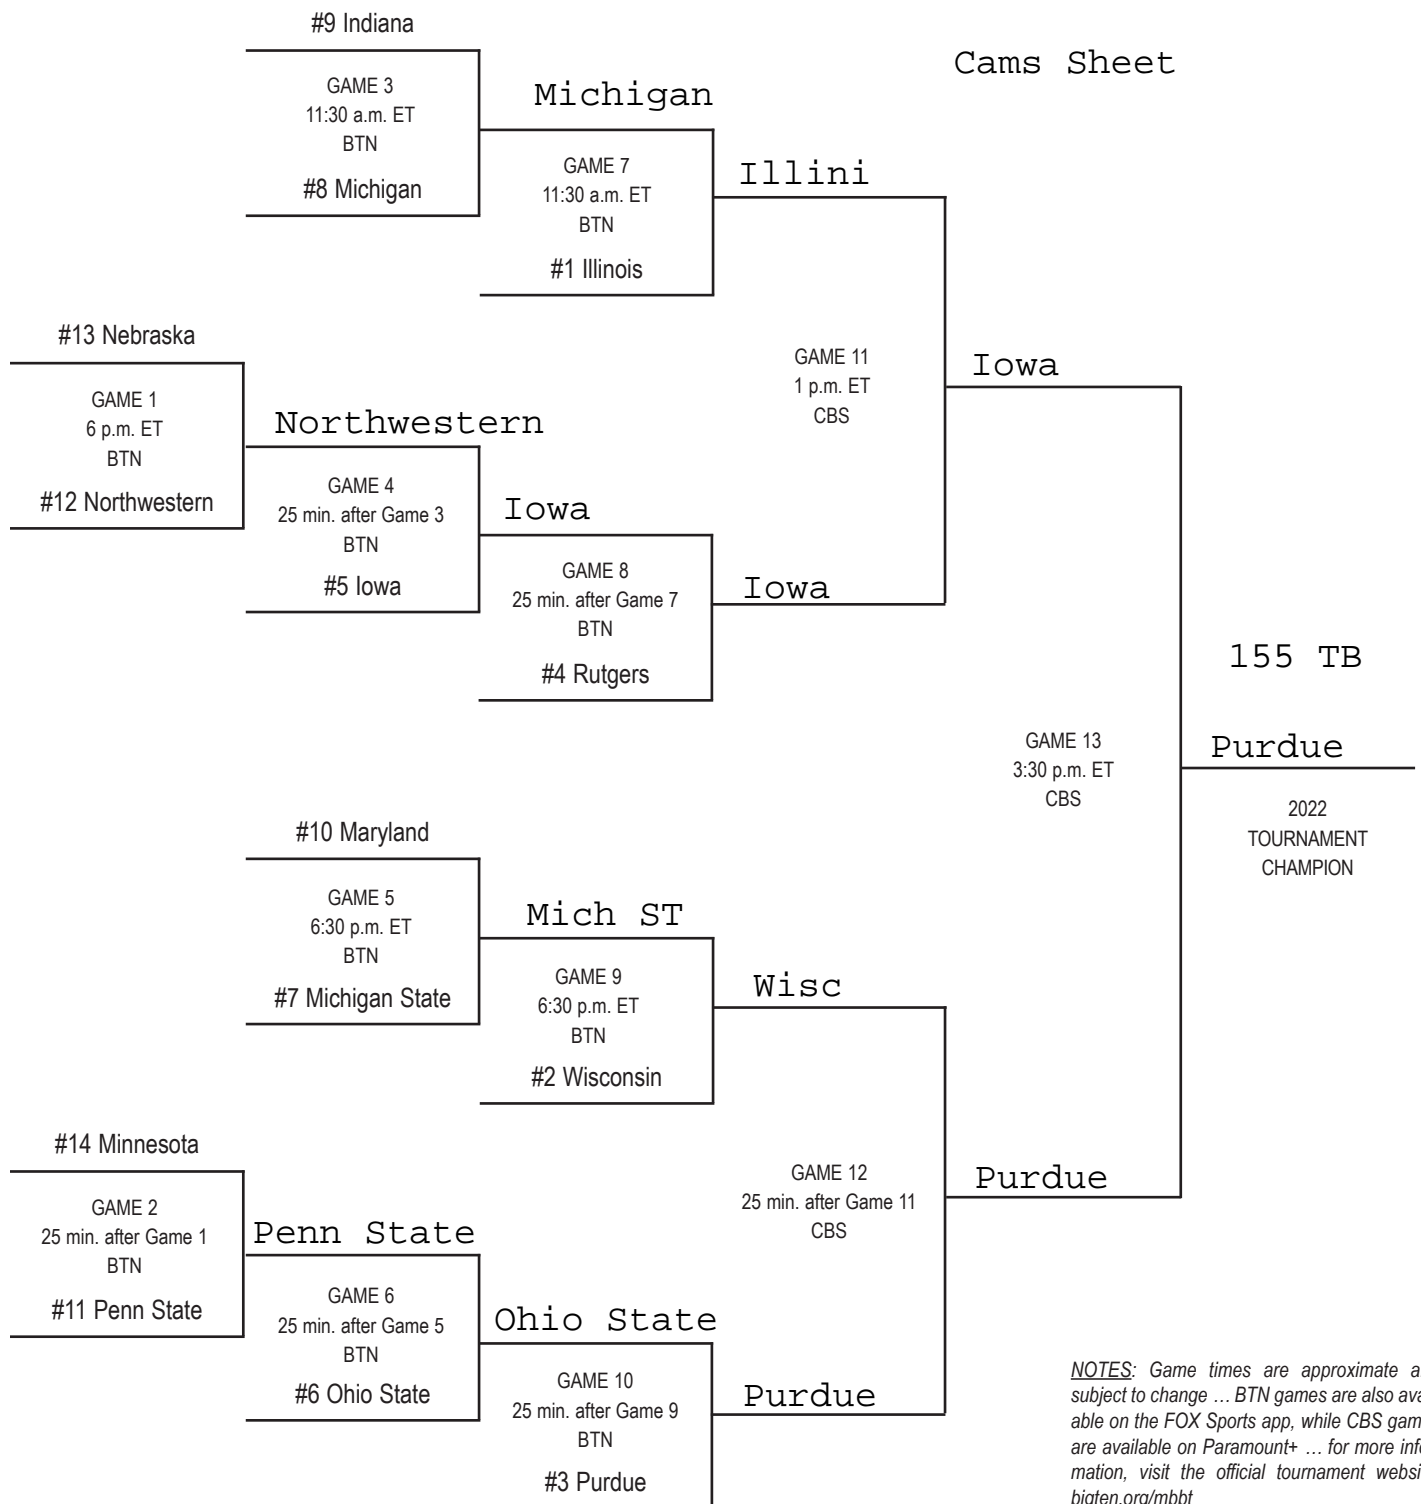 #9 Indiana
Cams Sheet
GAME 3
11:30 a.m. ET
BTN
Michigan
#8 Michigan
GAME 7
11:30 a.m. ET
BTN
Illini
#1 Illinois
#13 Nebraska
GAME 11
1 p.m. ET
CBS
Iowa
GAME 1
6 p.m. ET
BTN
Northwestern
#12 Northwestern
GAME 4
25 min. after Game 3
BTN
Iowa
#5 Iowa
GAME 8
25 min. after Game 7
BTN
Iowa
#4 Rutgers
155 TB
GAME 13
3:30 p.m. ET
CBS
Purdue
2022
TOURNAMENT
CHAMPION
#10 Maryland
GAME 5
6:30 p.m. ET
BTN
Mich ST
#7 Michigan State
GAME 9
6:30 p.m. ET
BTN
Wisc
#2 Wisconsin
#14 Minnesota
GAME 12
25 min. after Game 11
CBS
Purdue
GAME 2
25 min. after Game 1
BTN
Penn State
#11 Penn State
GAME 6
25 min. after Game 5
BTN
Ohio State
#6 Ohio State
GAME 10
25 min. after Game 9
BTN
Purdue
#3 Purdue
NOTES: Game times are approximate a
subject to change … BTN games are also ava
able on the FOX Sports app, while CBS gam
are available on Paramount+ … for more info
mation, visit the official tournament websi
bigten.org/mbbt